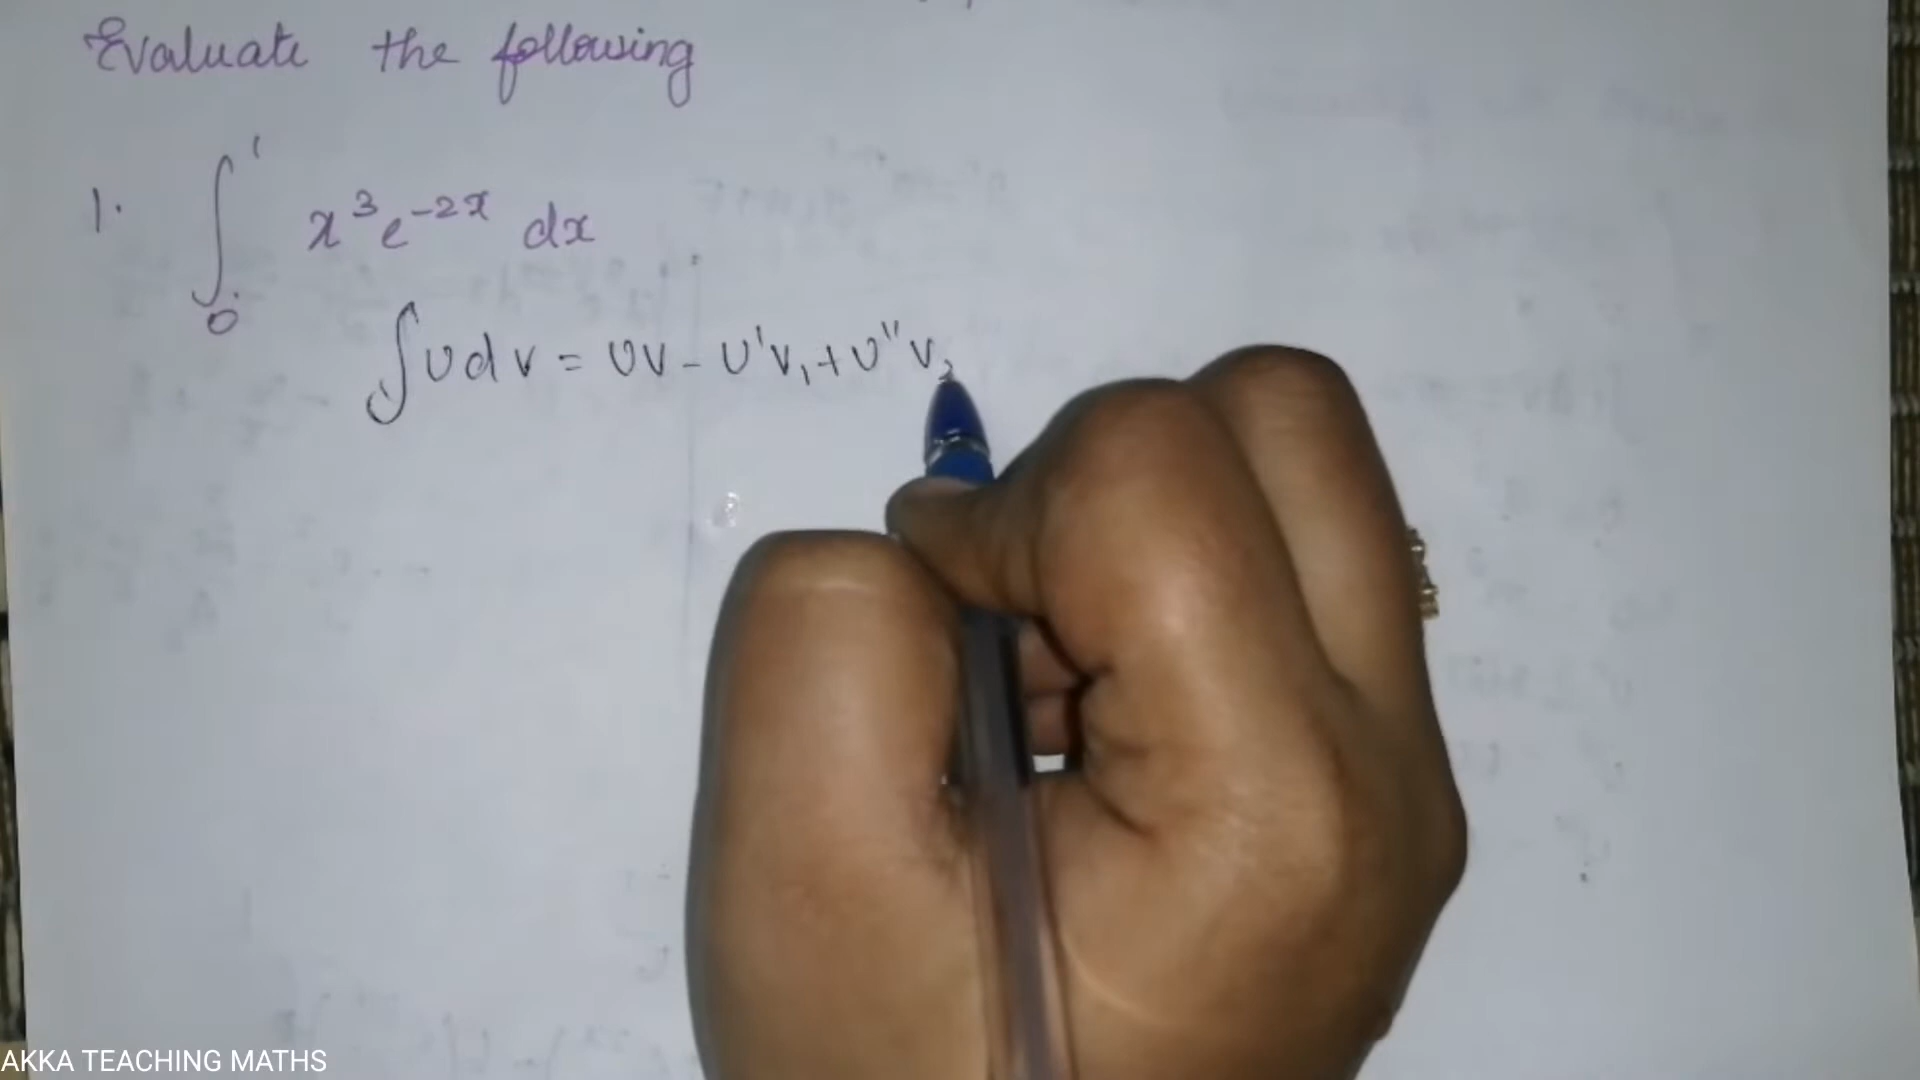 Evaluate the following
1. ∫₀¹ x³e⁻²ˣ dx
∫udv = uv - u'v₁ + u''v₂
AKKA TEACHING MATHS